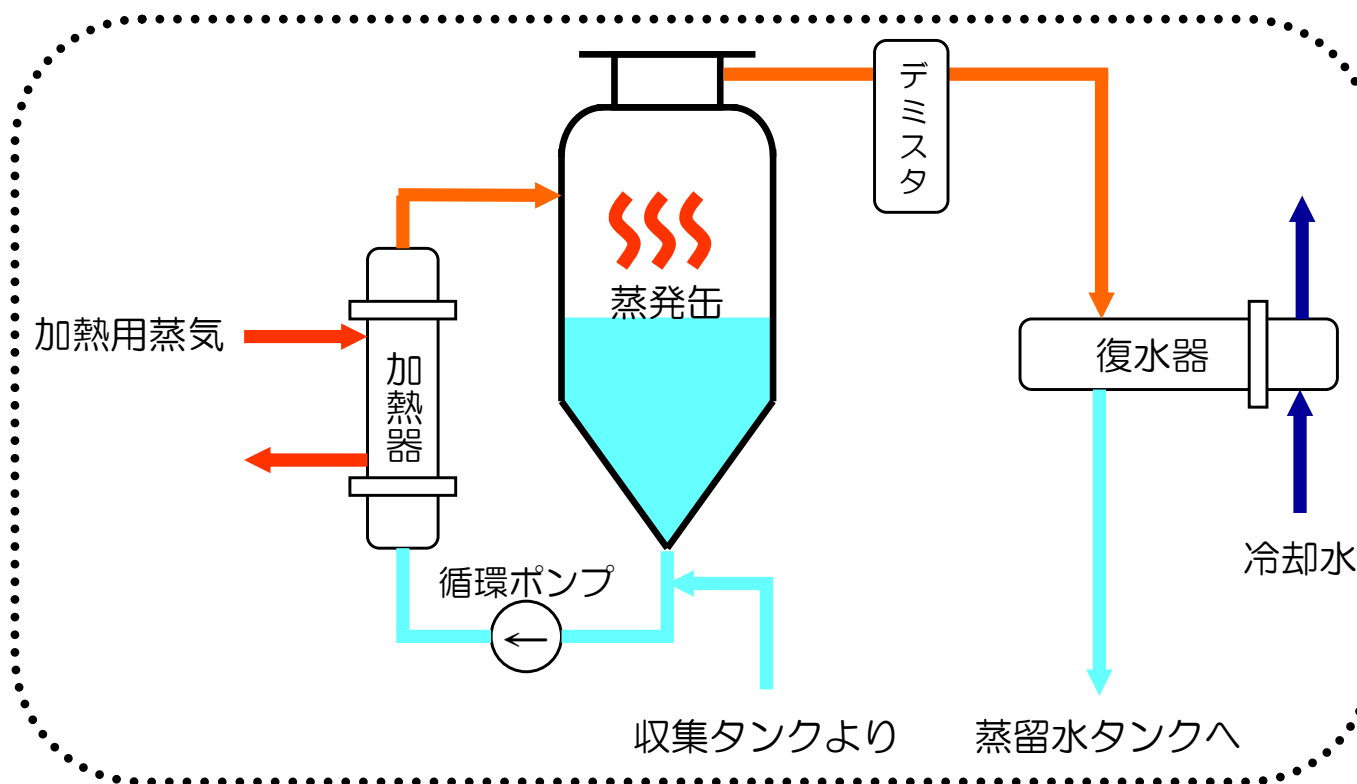 デミスタ
蒸発缶
加熱用蒸気
加熱器
復水器
冷却水
循環ポンプ
収集タンクより
蒸留水タンクへ